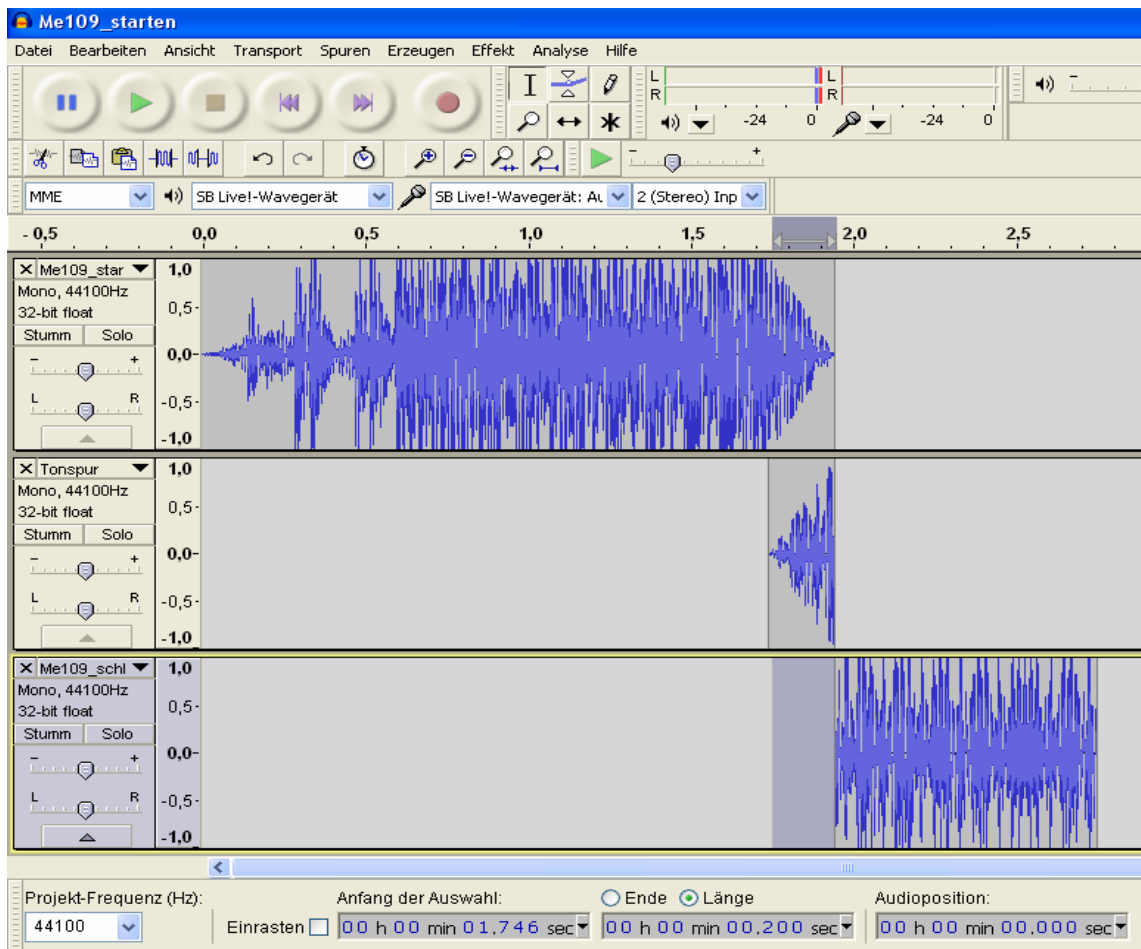 Me109_starten
Datei Bearbeiten Ansicht Transport Spuren Erzeugen Effekt Analyse Hilfe
L
R
-24 0
L
R
-24 0
MME SB Live!-Wavegerät SB Live!-Wavegerät: Au 2 (Stereo) Inp
- 0,5 0,0 0,5 1,0 1,5 2,0 2,5
X Me109_star
Mono, 44100Hz
32-bit float
Stumm Solo
- +
L R
1,0
0,5-
0,0-
-0,5-
-1,0
X Tonspur
Mono, 44100Hz
32-bit float
Stumm Solo
- +
L R
1,0
0,5-
0,0-
-0,5-
-1,0
X Me109_schl
Mono, 44100Hz
32-bit float
Stumm Solo
- +
L R
1,0
0,5-
0,0-
-0,5-
-1,0
Projekt-Frequenz (Hz): Anfang der Auswahl: Ende Länge Audioposition:
44100 Einrasten 00 h 00 min 01,746 sec 00 h 00 min 00,200 sec 00 h 00 min 00,000 sec